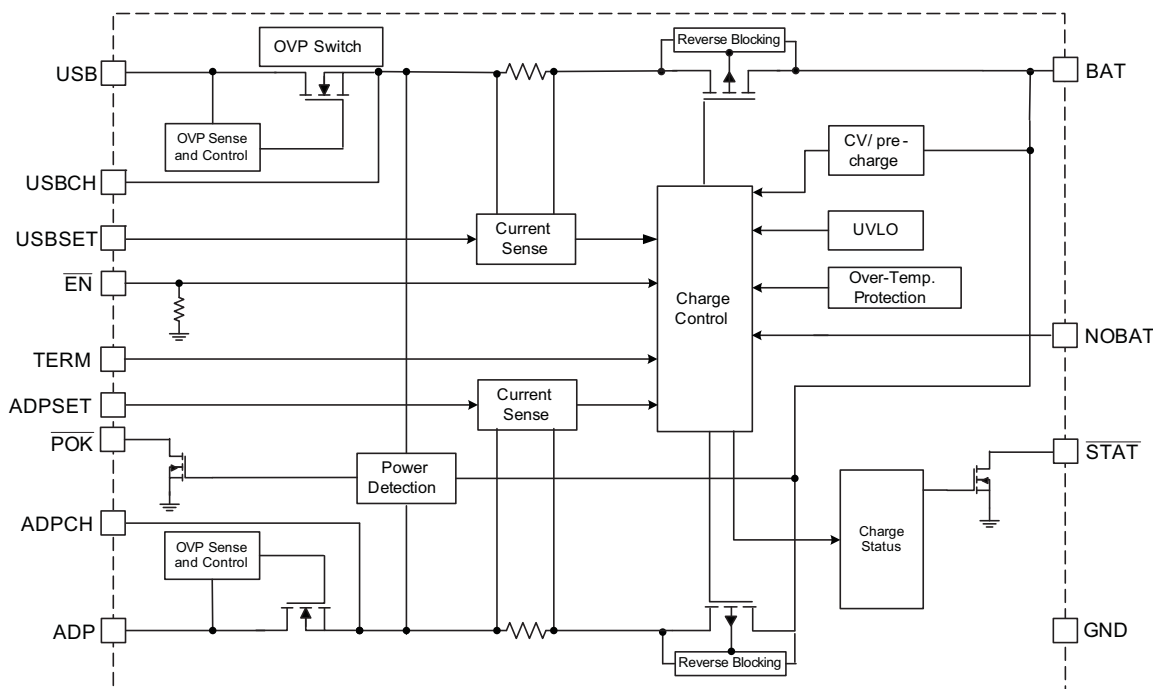 OVP Switch
Reverse Blocking
USB
BAT
OVP Sense
and Control
CV/ pre-
charge
USBCH
USBSET
Current
Sense
UVLO
EN
Charge
Control
Over-Temp.
Protection
NOBAT
TERM
ADPSET
Current
Sense
POK
STAT
Power
Detection
ADPCH
OVP Sense
and Control
Charge
Status
ADP
GND
Reverse Blocking